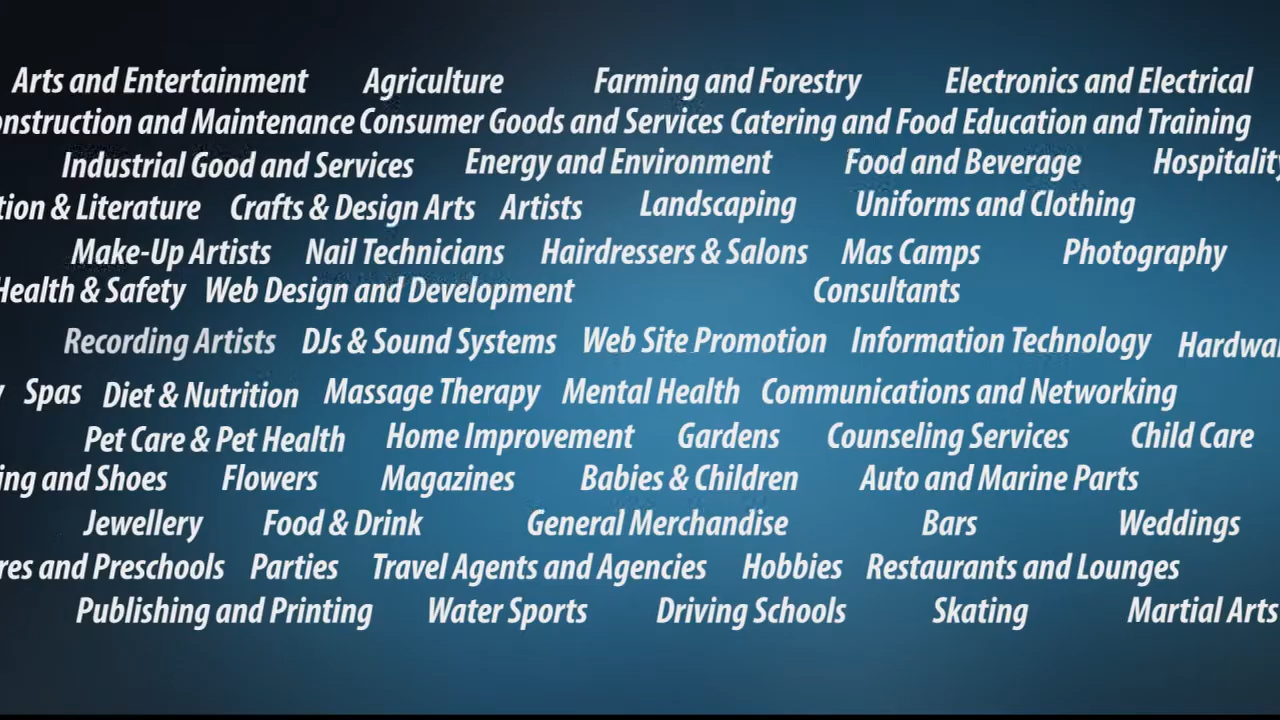 Arts and Entertainment Agriculture Farming and Forestry Electronics and Electrical
onstruction and Maintenance Consumer Goods and Services Catering and Food Education and Training
Industrial Good and Services Energy and Environment Food and Beverage Hospitality
tion & Literature Crafts & Design Arts Artists Landscaping Uniforms and Clothing
Make-Up Artists Nail Technicians Hairdressers & Salons Mas Camps Photography
Health & Safety Web Design and Development Consultants
Recording Artists DJs & Sound Systems Web Site Promotion Information Technology Hardwa
y Spas Diet & Nutrition Massage Therapy Mental Health Communications and Networking
Pet Care & Pet Health Home Improvement Gardens Counseling Services Child Care
ing and Shoes Flowers Magazines Babies & Children Auto and Marine Parts
Jewellery Food & Drink General Merchandise Bars Weddings
res and Preschools Parties Travel Agents and Agencies Hobbies Restaurants and Lounges
Publishing and Printing Water Sports Driving Schools Skating Martial Arts